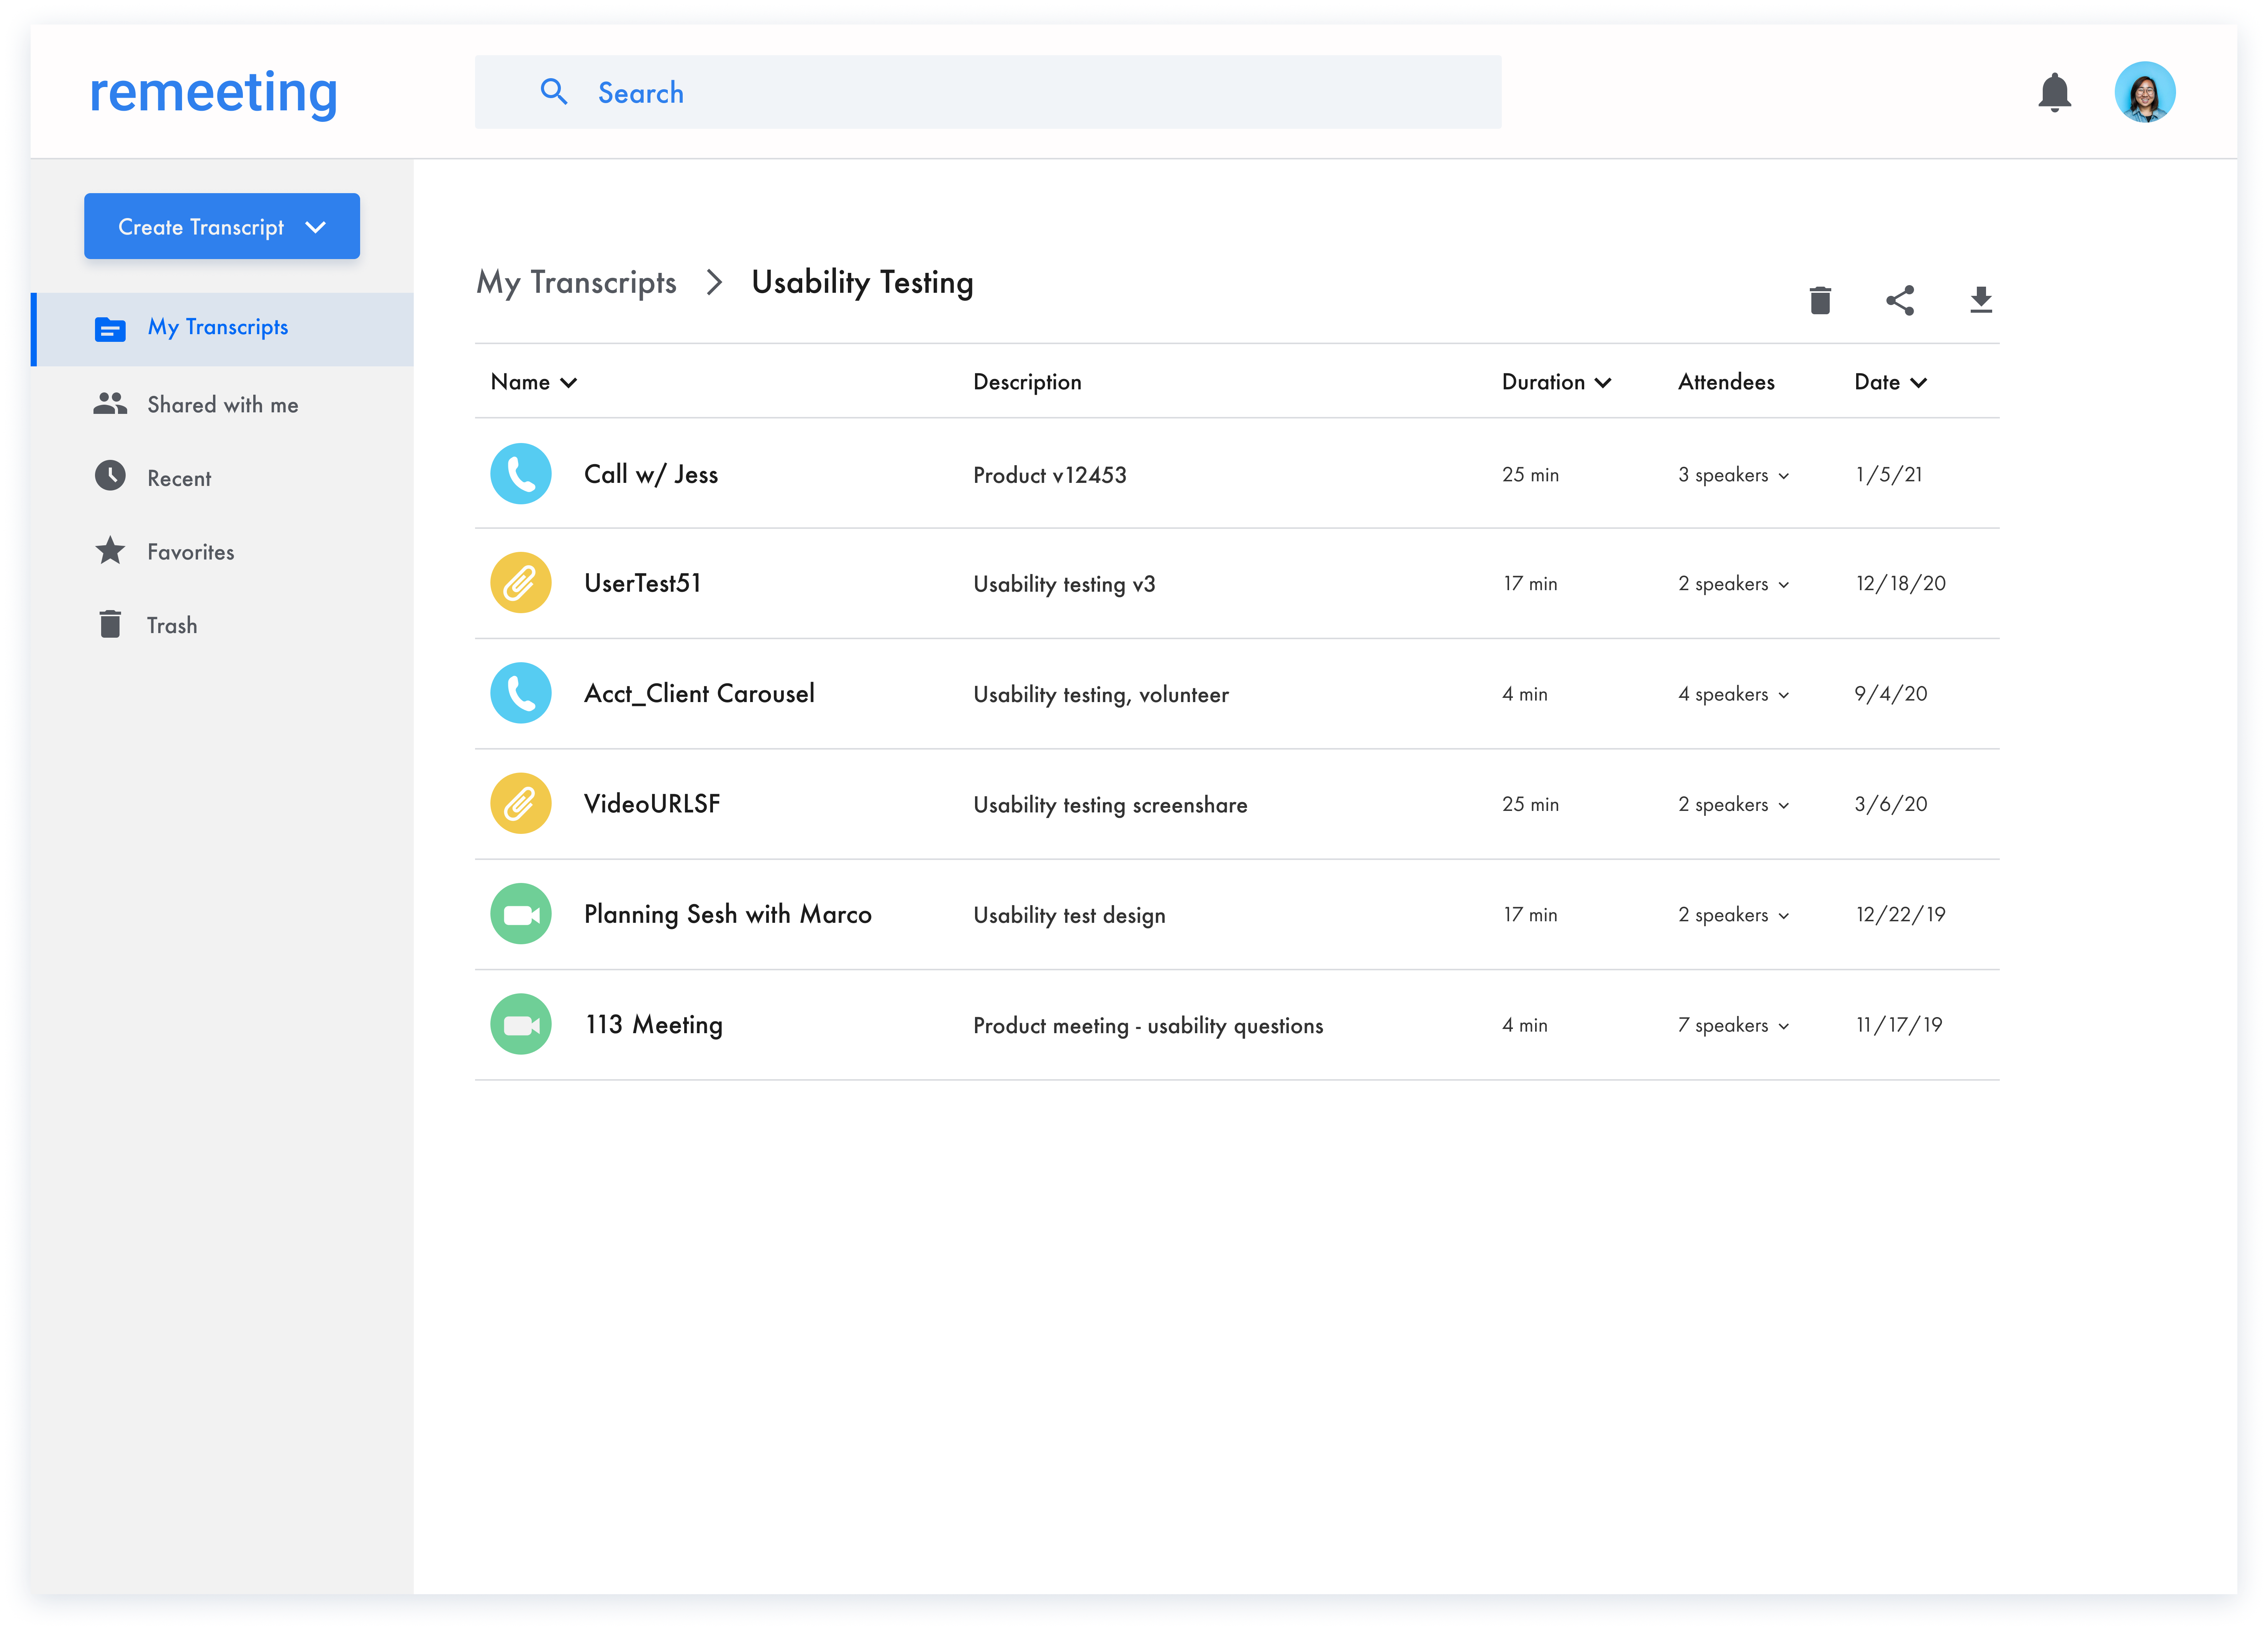 remeeting
Search
Create Transcript
My Transcripts
Shared with me
Recent
Favorites
Trash
My Transcripts > Usability Testing
Name Description Duration Attendees Date
Call w/ Jess Product v12453 25 min 3 speakers 1/5/21
UserTest51 Usability testing v3 17 min 2 speakers 12/18/20
Acct_Client Carousel Usability testing, volunteer 4 min 4 speakers 9/4/20
VideoURLSF Usability testing screenshare 25 min 2 speakers 3/6/20
Planning Sesh with Marco Usability test design 17 min 2 speakers 12/22/19
113 Meeting Product meeting - usability questions 4 min 7 speakers 11/17/19